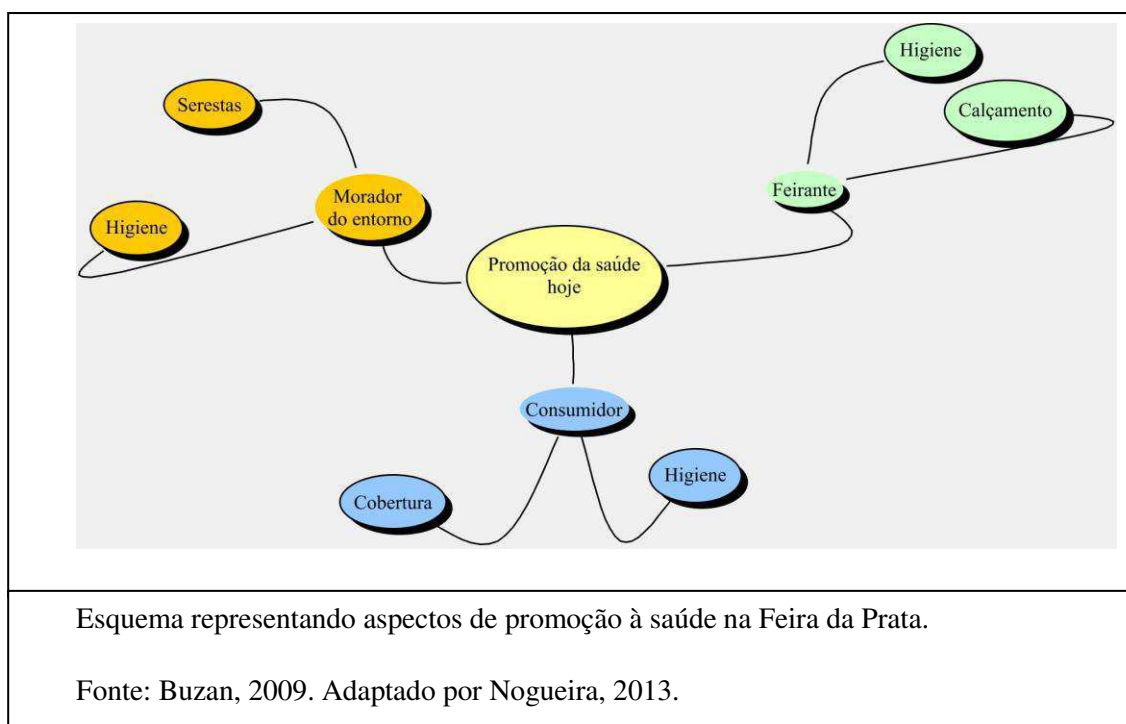 Higiene
Calçamento
Serestas
Feirante
Morador
do entorno
Higiene
Promoção da saúde
hoje
Consumidor
Higiene
Cobertura
Esquema representando aspectos de promoção à saúde na Feira da Prata.
Fonte: Buzan, 2009. Adaptado por Nogueira, 2013.